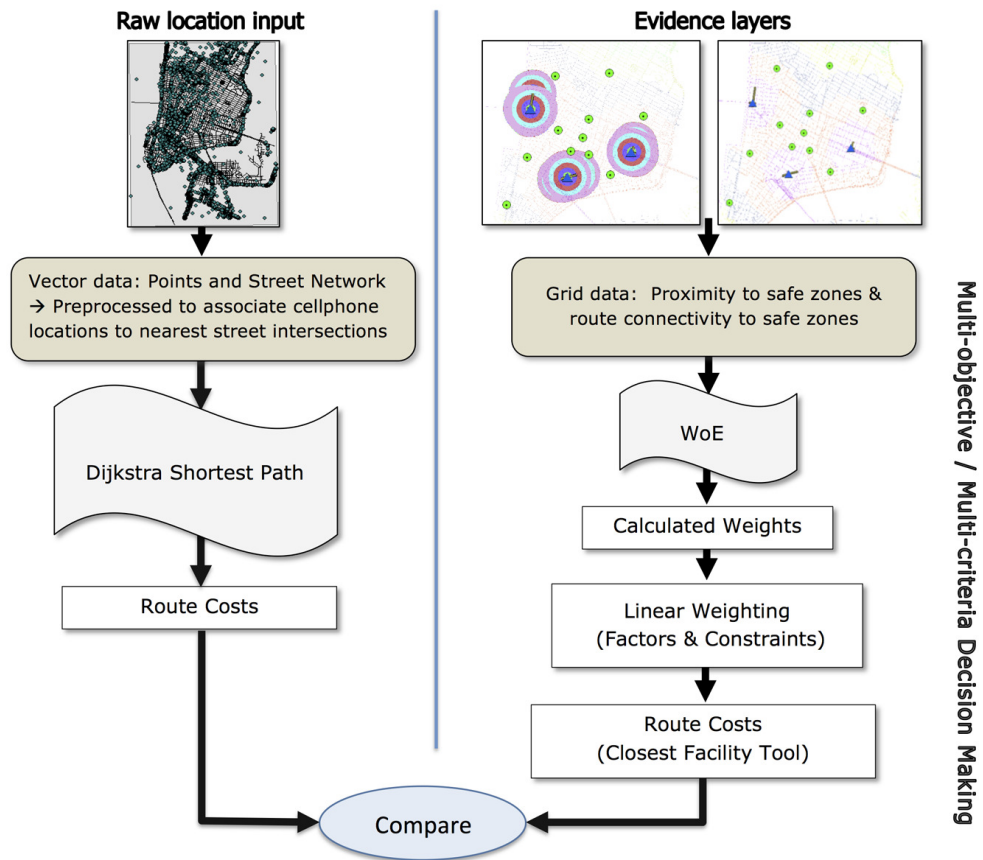 Raw location input
Evidence layers
Vector data: Points and Street Network
→ Preprocessed to associate cellphone
locations to nearest street intersections
Grid data: Proximity to safe zones &
route connectivity to safe zones
Dijkstra Shortest Path
WoE
Calculated Weights
Route Costs
Linear Weighting
(Factors & Constraints)
Route Costs
(Closest Facility Tool)
Compare
Multi-objective / Multi-criteria Decision Making